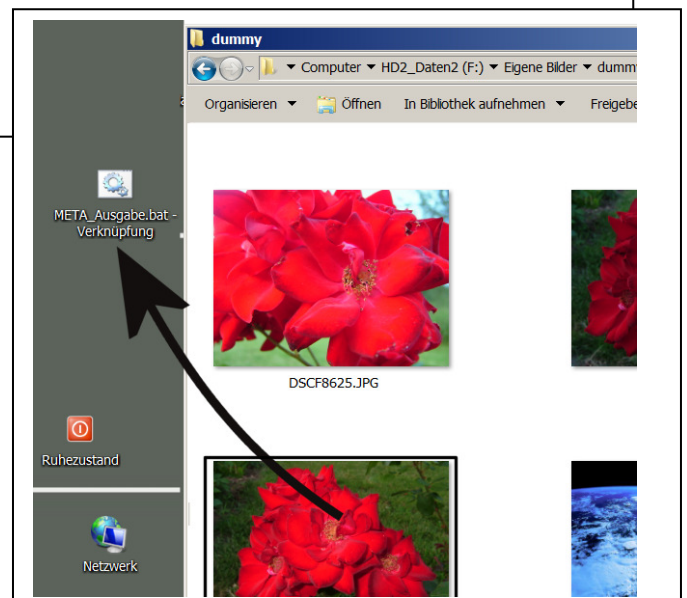 dummy
Computer HD2_Daten2 (F:) Eigene Bilder
Organisieren Öffnen In Bibliothek aufnehmen
META_Ausgabe.bat -
Verknüpfung
DSCF8625.JPG
Ruhezustand
Netzwerk